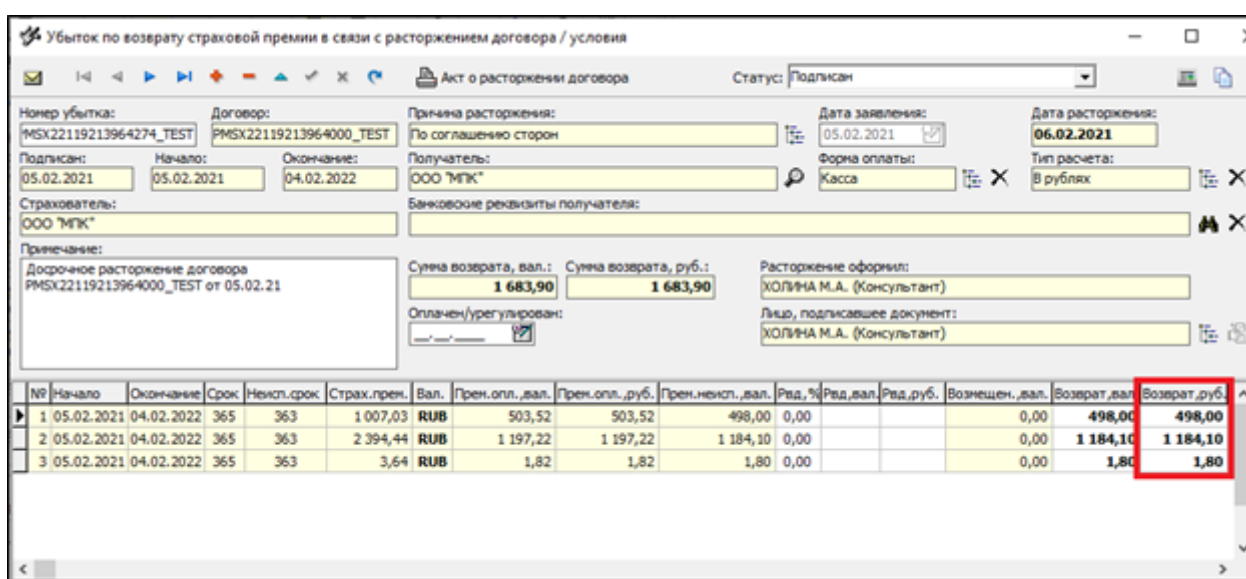 Убыток по возврату страховой премии в связи с расторжением договора / условия
Акт о расторжении договора Статус: Подписан
Номер убытка: Договор: Причина расторжения: Дата заявления: Дата расторжения:
MSX22119213964274_TEST PMSX22119213964000_TEST По соглашению сторон 05.02.2021 06.02.2021
Подписан: Начало: Окончание: Получатель: Форма оплаты: Тип расчета:
05.02.2021 05.02.2021 04.02.2022 ООО "МПК" Касса В рублях
Страхователь: Банковские реквизиты получателя:
ООО "МПК"
Примечание:
Досрочное расторжение договора
PMSX22119213964000_TEST от 05.02.21
Сумма возврата, вал.: Сумма возврата, руб.: Расторжение оформил:
1 683,90 1 683,90 ХОЛИНА М.А. (Консультант)
Оплачен/урегулирован: Лицо, подписавшее документ:
__.__.____ ХОЛИНА М.А. (Консультант)
№ Начало Окончание Срок Неисп.срок Страх.прем. Вал. Прем.опл.,вал. Прем.опл.,руб. Прем.неисп.,вал. Рвд,% Рвд,вал. Рвд,руб. Возмещен.,вал. Возврат,вал Возврат,руб.
1 05.02.2021 04.02.2022 365 363 1 007,03 RUB 503,52 503,52 498,00 0,00 0,00 498,00 498,00
2 05.02.2021 04.02.2022 365 363 2 394,44 RUB 1 197,22 1 197,22 1 184,10 0,00 0,00 1 184,10 1 184,10
3 05.02.2021 04.02.2022 365 363 3,64 RUB 1,82 1,82 1,80 0,00 0,00 1,80 1,80